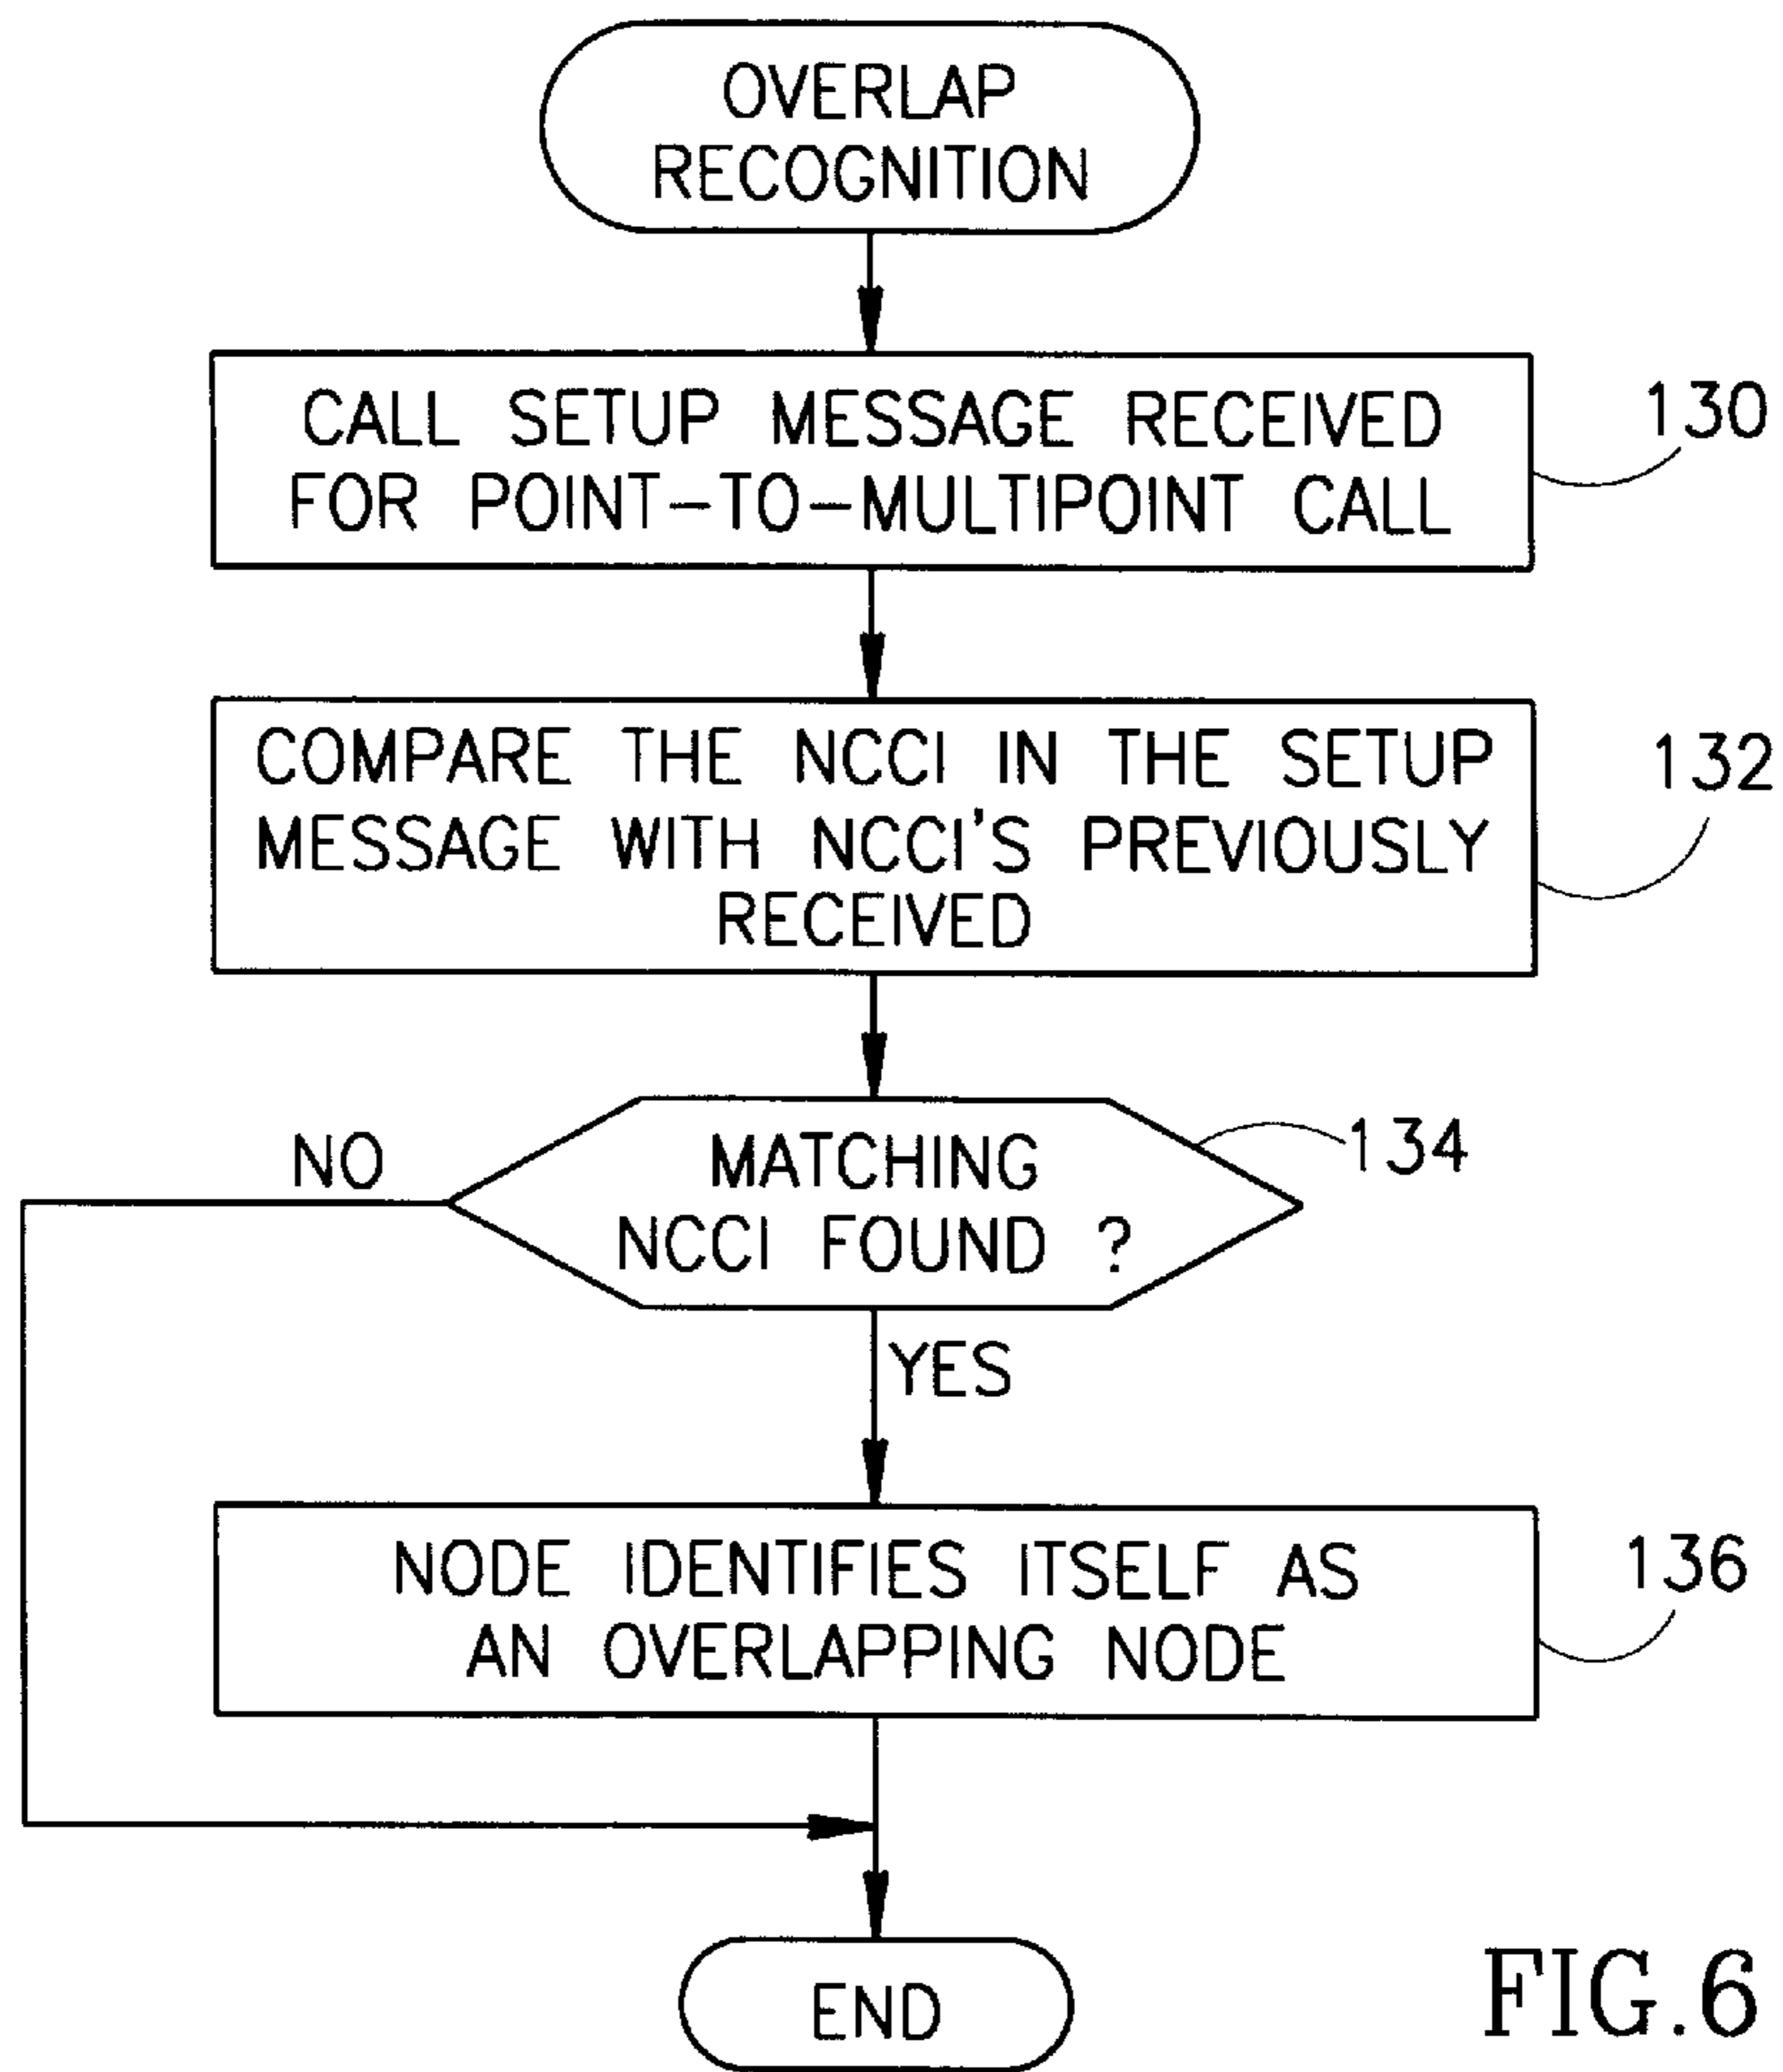 OVERLAP
RECOGNITION
CALL SETUP MESSAGE RECEIVED
FOR POINT-TO-MULTIPOINT CALL
130
COMPARE THE NCCI IN THE SETUP
MESSAGE WITH NCCI'S PREVIOUSLY
RECEIVED
132
MATCHING
NCCI FOUND ?
134
NO
YES
NODE IDENTIFIES ITSELF AS
AN OVERLAPPING NODE
136
END
FIG.6